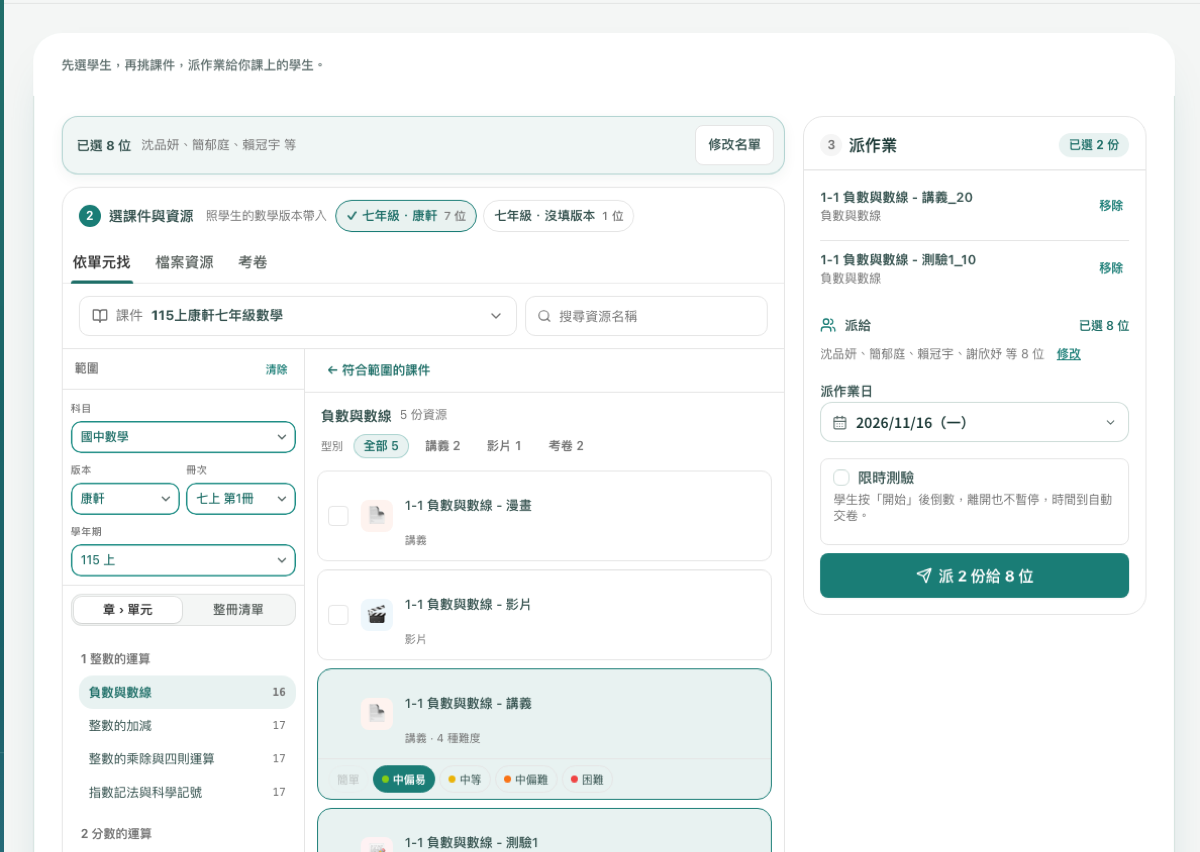 先選學生，再挑課件，派作業給你課上的學生。
已選 8 位 沈品妍、簡郁庭、賴冠宇 等
修改名單
2 選課件與資源 照學生的數學版本帶入 七年級 · 康軒 7 位 七年級 · 沒填版本 1 位
依單元找 檔案資源 考卷
課件 115上康軒七年級數學
搜尋資源名稱
範圍 清除
科目
國中數學
版本 冊次
康軒 七上 第1冊
學年期
115 上
章 › 單元 整冊清單
1 整數的運算
負數與數線 16
整數的加減 17
整數的乘除與四則運算 17
指數記法與科學記號 17
2 分數的運算
← 符合範圍的課件
負數與數線 5 份資源
型別 全部 5 講義 2 影片 1 考卷 2
1-1 負數與數線 - 漫畫
講義
1-1 負數與數線 - 影片
影片
1-1 負數與數線 - 講義
講義 · 4 種難度
簡單 中偏易 中等 中偏難 困難
1-1 負數與數線 - 測驗1
3 派作業 已選 2 份
1-1 負數與數線 - 講義_20
負數與數線
移除
1-1 負數與數線 - 測驗1_10
負數與數線
移除
派給 已選 8 位
沈品妍、簡郁庭、賴冠宇、謝欣妤 等 8 位 修改
派作業日
2026/11/16（一）
限時測驗
學生按「開始」後倒數，離開也不暫停，時間到自動
交卷。
派 2 份給 8 位